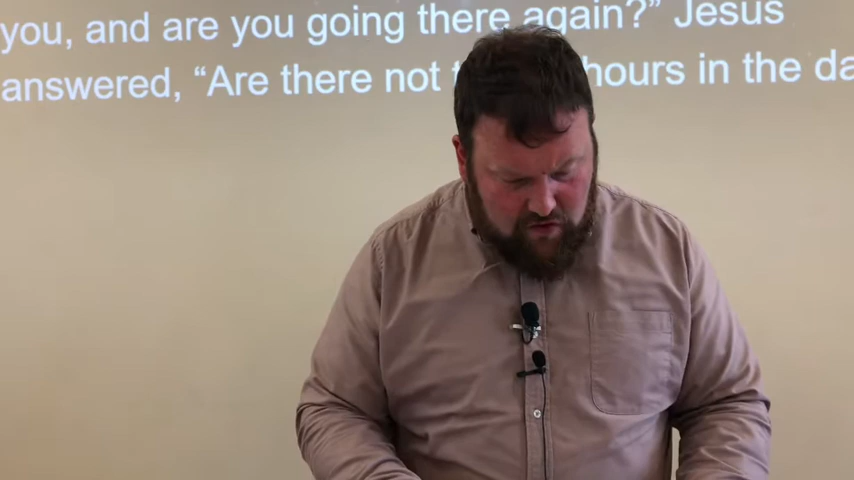 you, and are you going there again?” Jesus
answered, “Are there not hours in the